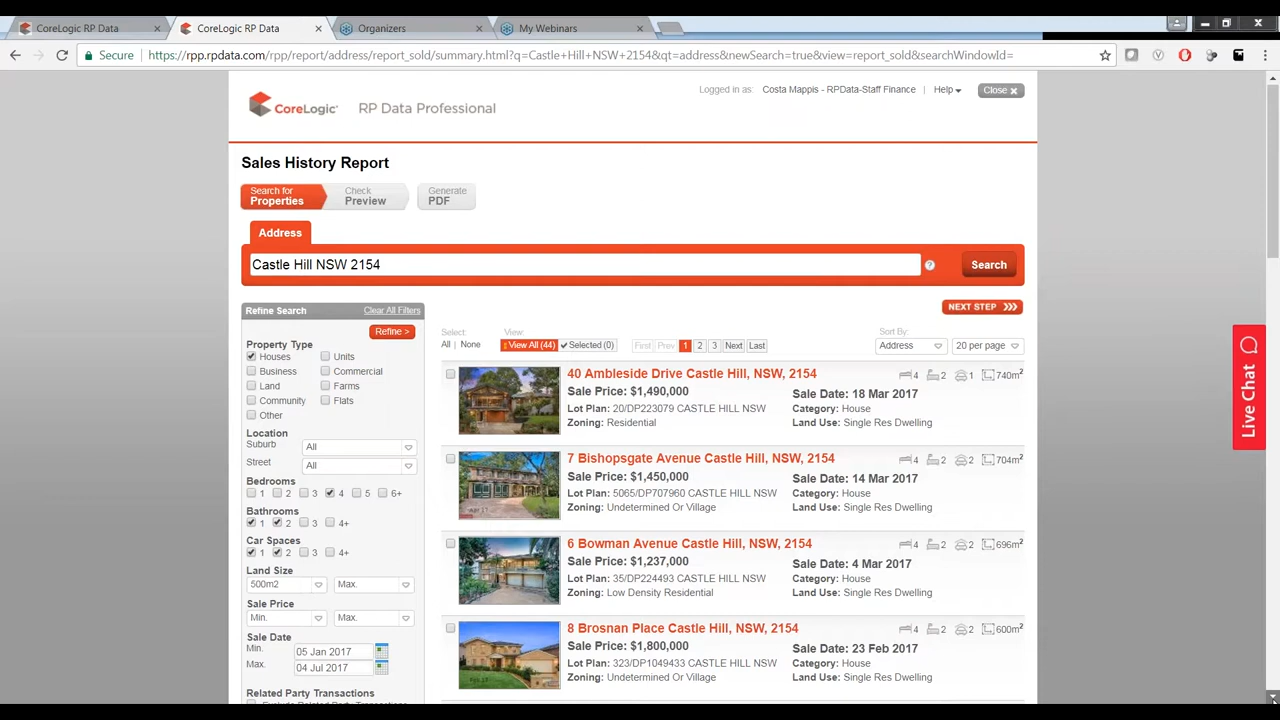 CoreLogic RP Data
CoreLogic RP Data
Organizers
My Webinars
Secure
https://rpp.rpdata.com/rpp/report/address/report_sold/summary.html?q=Castle+Hill+NSW+2154&qt=address&newSearch=true&view=report_sold&searchWindowId=
CoreLogic RP Data Professional
Logged in as: Costa Mappis - RPData-Staff Finance | Help Close x
Sales History Report
Search for Properties
Check Preview
Generate PDF
Address
Castle Hill NSW 2154
?
Search
Refine Search Clear All Filters
Refine >
Property Type
Houses Units
Business Commercial
Land Farms
Community Flats
Other
Location
Suburb All
Street All
Bedrooms
1 2 3 4 5 6+
Bathrooms
1 2 3 4+
Car Spaces
1 2 3 4+
Land Size
500m2 Max.
Sale Price
Min. Max.
Sale Date
Min. 05 Jan 2017
Max. 04 Jul 2017
Related Party Transactions
Exclude Related Party Transactions
NEXT STEP >>>
Select:
All | None
View:
View All (44) Selected (0)
First Prev 1 2 3 Next Last
Sort By:
Address 20 per page
40 Ambleside Drive Castle Hill, NSW, 2154 4 2 1 740m²
Sale Price: $1,490,000 Sale Date: 18 Mar 2017
Lot Plan: 20/DP223079 CASTLE HILL NSW Category: House
Zoning: Residential Land Use: Single Res Dwelling
7 Bishopsgate Avenue Castle Hill, NSW, 2154 4 2 2 704m²
Sale Price: $1,450,000 Sale Date: 14 Mar 2017
Lot Plan: 5065/DP707960 CASTLE HILL NSW Category: House
Zoning: Undetermined Or Village Land Use: Single Res Dwelling
6 Bowman Avenue Castle Hill, NSW, 2154 4 2 2 696m²
Sale Price: $1,237,000 Sale Date: 4 Mar 2017
Lot Plan: 35/DP224493 CASTLE HILL NSW Category: House
Zoning: Low Density Residential Land Use: Single Res Dwelling
8 Brosnan Place Castle Hill, NSW, 2154 4 2 2 600m²
Sale Price: $1,800,000 Sale Date: 23 Feb 2017
Lot Plan: 323/DP1049433 CASTLE HILL NSW Category: House
Zoning: Undetermined Or Village Land Use: Single Res Dwelling
Live Chat